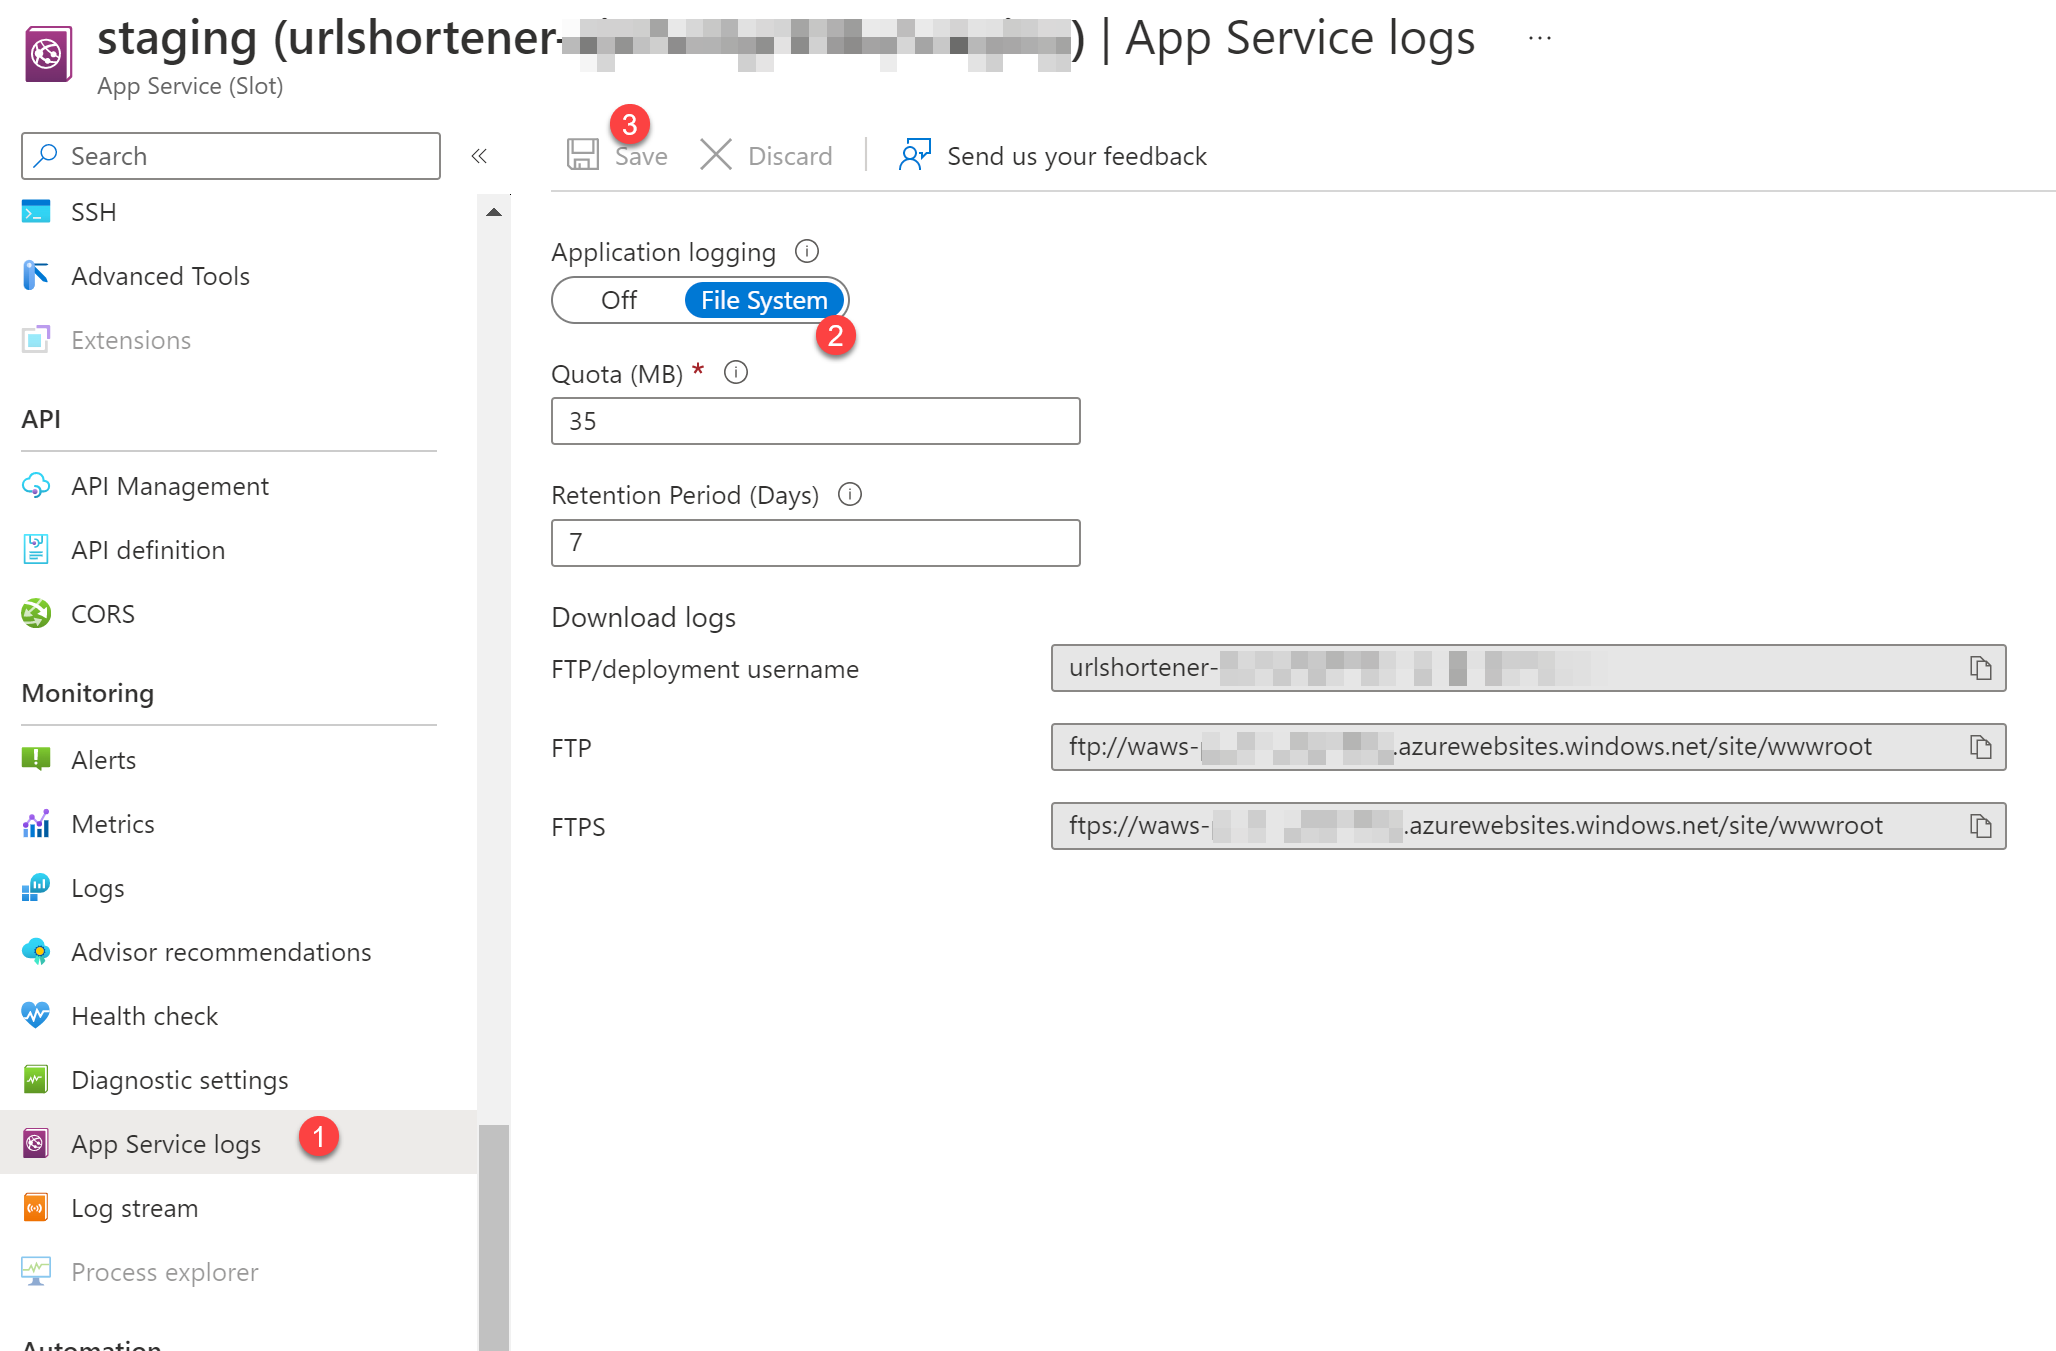 staging (urlshortener- ) | App Service logs ...
App Service (Slot)
Search
«
3
Save
Discard
Send us your feedback
SSH
Advanced Tools
Extensions
API
API Management
API definition
CORS
Monitoring
Alerts
Metrics
Logs
Advisor recommendations
Health check
Diagnostic settings
App Service logs
1
Log stream
Process explorer
Automation
Application logging
Off
File System
2
Quota (MB) *
35
Retention Period (Days)
7
Download logs
FTP/deployment username
urlshortener-
FTP
ftp://waws- .azurewebsites.windows.net/site/wwwroot
FTPS
ftps://waws- .azurewebsites.windows.net/site/wwwroot